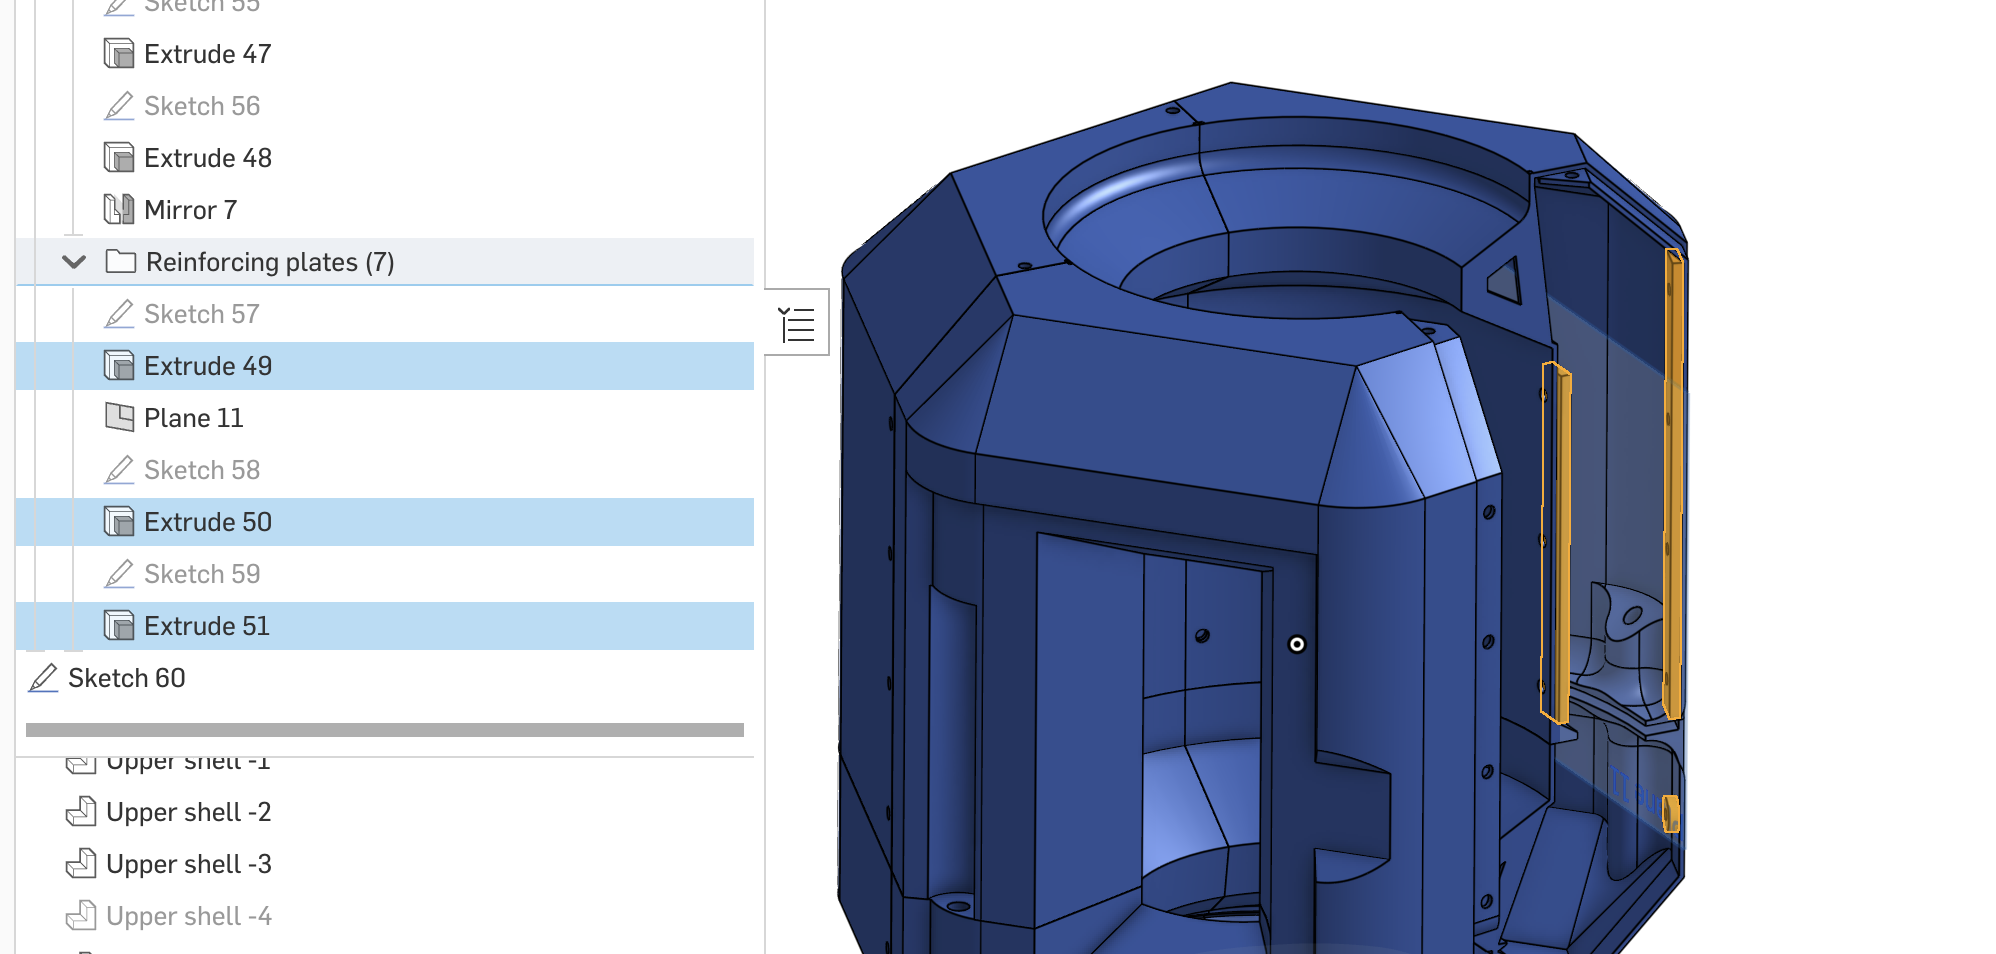 Sketch 55
Extrude 47
Sketch 56
Extrude 48
Mirror 7
Reinforcing plates (7)
Sketch 57
Extrude 49
Plane 11
Sketch 58
Extrude 50
Sketch 59
Extrude 51
Sketch 60
Upper shell -1
Upper shell -2
Upper shell -3
Upper shell -4